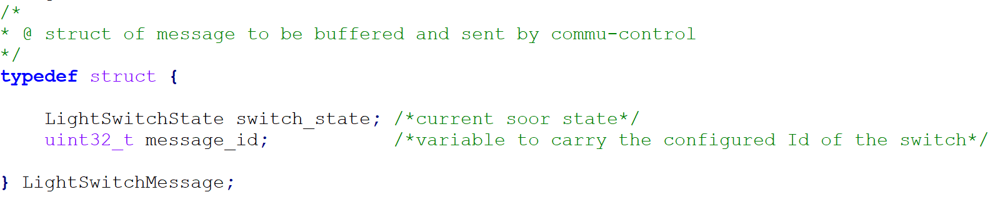 /*
* @ struct of message to be buffered and sent by commu-control
*/
typedef struct {
LightSwitchState switch_state; /*current soor state*/
uint32_t message_id; /*variable to carry the configured Id of the switch*/
} LightSwitchMessage;